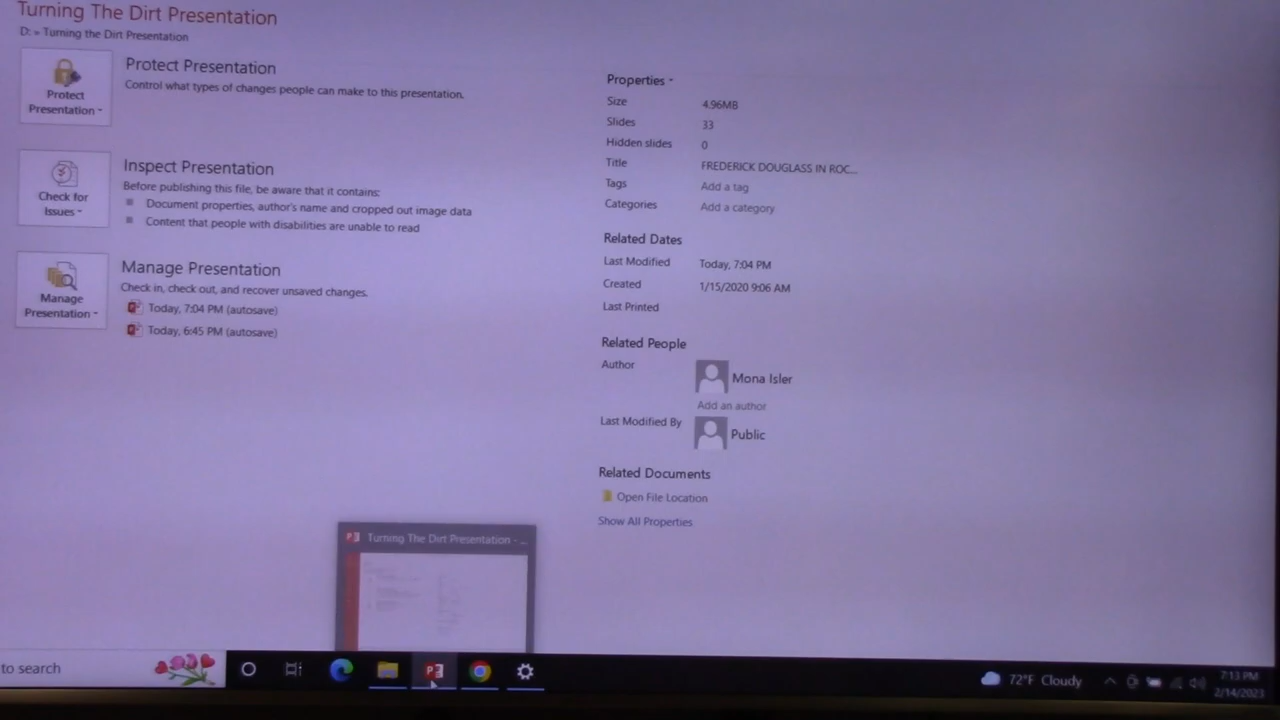 Turning The Dirt Presentation
D: » Turning the Dirt Presentation
Protect Presentation
Control what types of changes people can make to this presentation.
Protect
Presentation
Inspect Presentation
Before publishing this file, be aware that it contains:
Document properties, author's name and cropped out image data
Content that people with disabilities are unable to read
Check for
Issues
Manage Presentation
Check in, check out, and recover unsaved changes.
Today, 7:04 PM (autosave)
Today, 6:45 PM (autosave)
Manage
Presentation
Properties
Size 4.96MB
Slides 33
Hidden slides 0
Title FREDERICK DOUGLASS IN ROC...
Tags Add a tag
Categories Add a category
Related Dates
Last Modified Today, 7:04 PM
Created 1/15/2020 9:06 AM
Last Printed
Related People
Author Mona Isler
Add an author
Last Modified By Public
Related Documents
Open File Location
Show All Properties
Turning The Dirt Presentation - ...
to search
72°F Cloudy
7:13 PM
2/14/2023